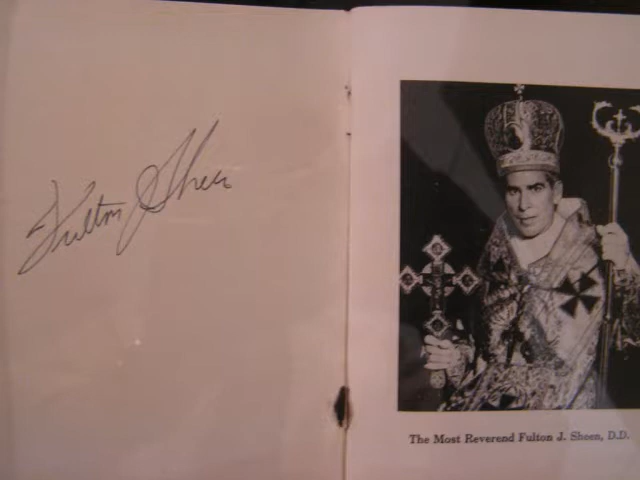 Fulton J Sheen
The Most Reverend Fulton J. Sheen, D.D.